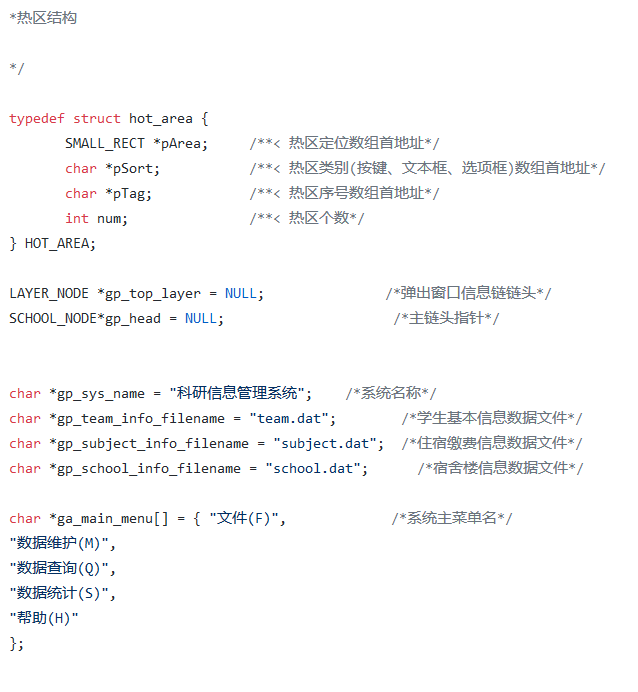 *热区结构
*/
typedef struct hot_area {
SMALL_RECT *pArea; /**< 热区定位数组首地址*/
char *pSort; /**< 热区类别(按键、文本框、选项框)数组首地址*/
char *pTag; /**< 热区序号数组首地址*/
int num; /**< 热区个数*/
} HOT_AREA;
LAYER_NODE *gp_top_layer = NULL; /*弹出窗口信息链链头*/
SCHOOL_NODE*gp_head = NULL; /*主链头指针*/
char *gp_sys_name = "科研信息管理系统"; /*系统名称*/
char *gp_team_info_filename = "team.dat"; /*学生基本信息数据文件*/
char *gp_subject_info_filename = "subject.dat"; /*住宿缴费信息数据文件*/
char *gp_school_info_filename = "school.dat"; /*宿舍楼信息数据文件*/
char *ga_main_menu[] = { "文件(F)", /*系统主菜单名*/
"数据维护(M)",
"数据查询(Q)",
"数据统计(S)",
"帮助(H)"
};